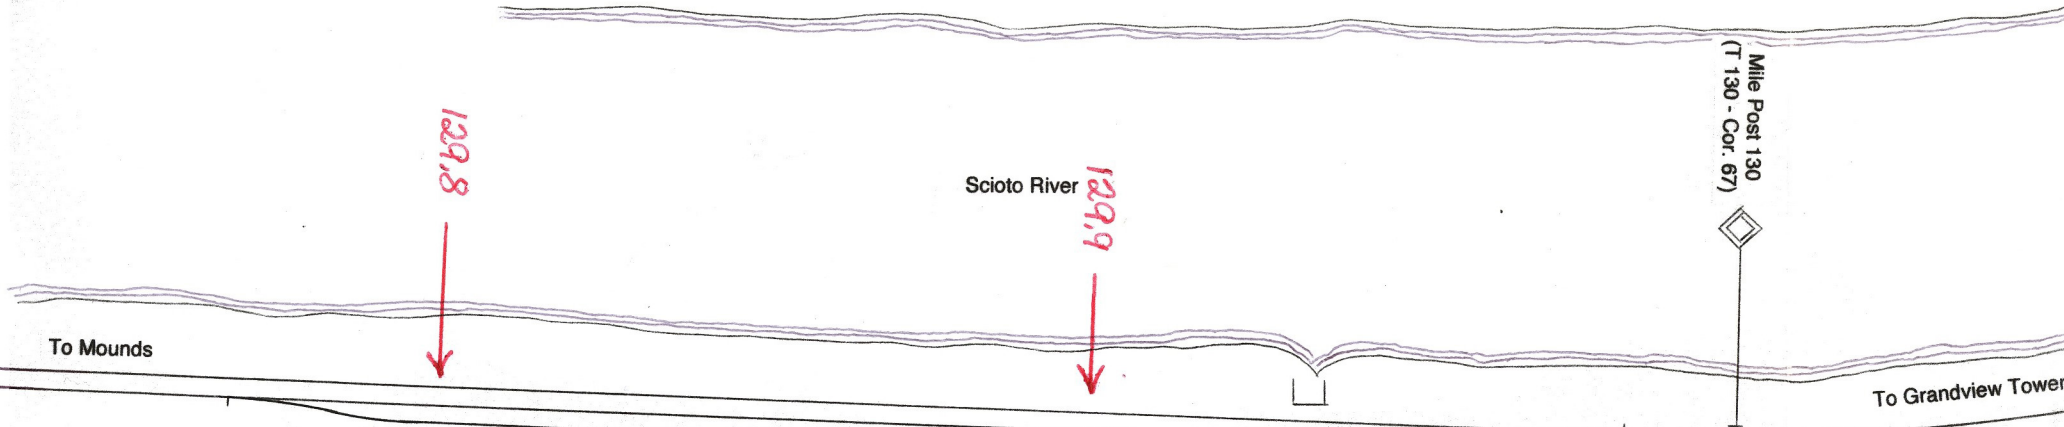 Mile Post 130
(T 130 - Cor. 67)
129.8
Scioto River
129.9
To Mounds
To Grandview Tower